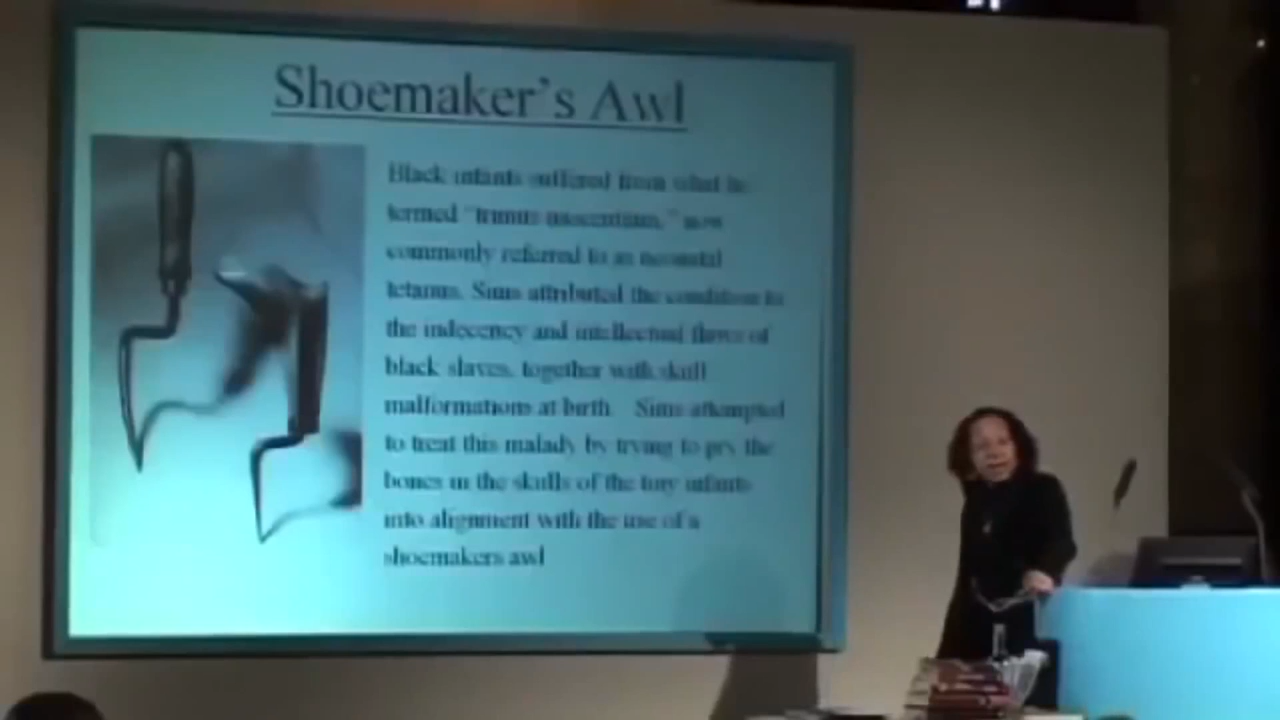 Shoemaker's Awl
Black infants suffered from what he
termed "trimus nascentium," now
commonly referred to as neonatal
tetanus. Sims attributed the condition to
the indecency and intellectual flaws of
black slaves, together with skull
malformations at birth. Sims attempted
to treat this malady by trying to pry the
bones in the skulls of the tiny infants
into alignment with the use of a
shoemakers awl